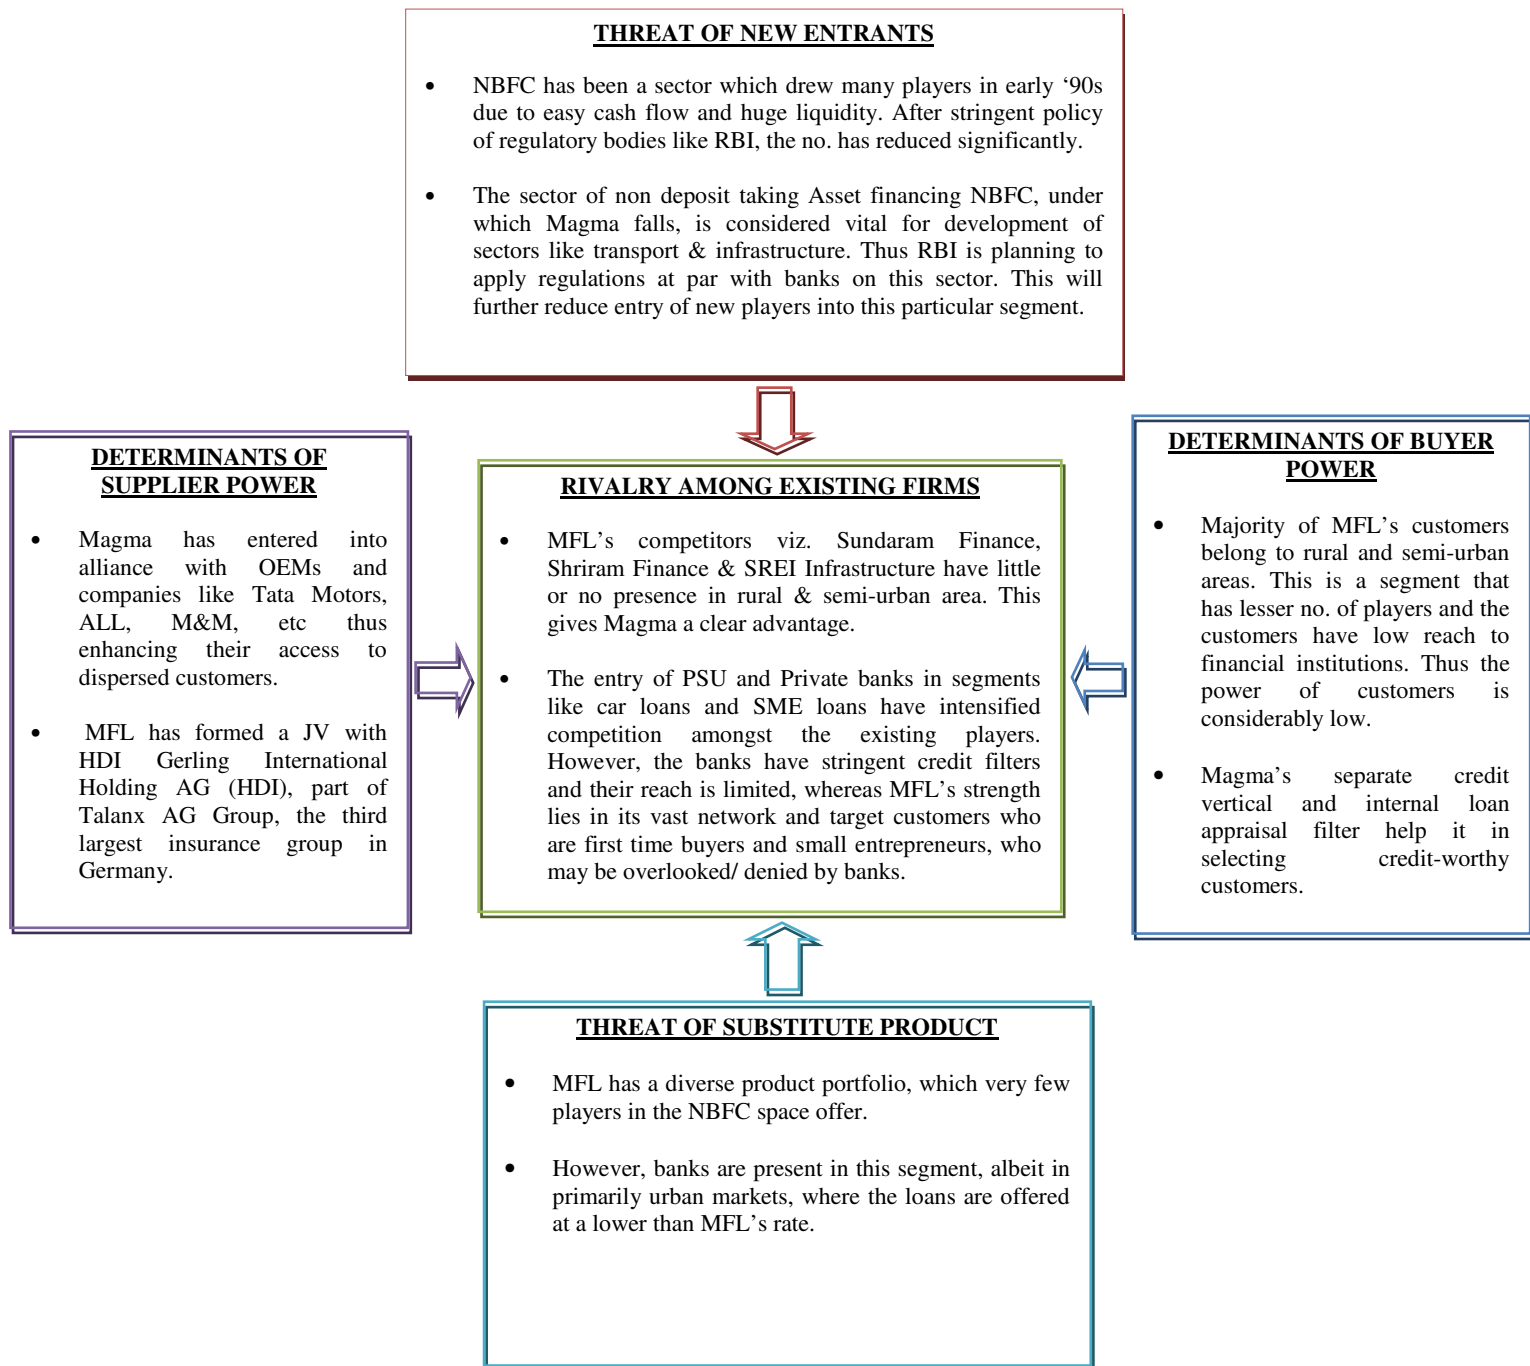 THREAT OF NEW ENTRANTS
• NBFC has been a sector which drew many players in early ‘90s
due to easy cash flow and huge liquidity. After stringent policy
of regulatory bodies like RBI, the no. has reduced significantly.
• The sector of non deposit taking Asset financing NBFC, under
which Magma falls, is considered vital for development of
sectors like transport & infrastructure. Thus RBI is planning to
apply regulations at par with banks on this sector. This will
further reduce entry of new players into this particular segment.
DETERMINANTS OF
SUPPLIER POWER
• Magma has entered into
alliance with OEMs and
companies like Tata Motors,
ALL, M&M, etc thus
enhancing their access to
dispersed customers.
• MFL has formed a JV with
HDI Gerling International
Holding AG (HDI), part of
Talanx AG Group, the third
largest insurance group in
Germany.
RIVALRY AMONG EXISTING FIRMS
• MFL’s competitors viz. Sundaram Finance,
Shriram Finance & SREI Infrastructure have little
or no presence in rural & semi-urban area. This
gives Magma a clear advantage.
• The entry of PSU and Private banks in segments
like car loans and SME loans have intensified
competition amongst the existing players.
However, the banks have stringent credit filters
and their reach is limited, whereas MFL’s strength
lies in its vast network and target customers who
are first time buyers and small entrepreneurs, who
may be overlooked/ denied by banks.
DETERMINANTS OF BUYER
POWER
• Majority of MFL’s customers
belong to rural and semi-urban
areas. This is a segment that
has lesser no. of players and the
customers have low reach to
financial institutions. Thus the
power of customers is
considerably low.
• Magma’s separate credit
vertical and internal loan
appraisal filter help it in
selecting credit-worthy
customers.
THREAT OF SUBSTITUTE PRODUCT
• MFL has a diverse product portfolio, which very few
players in the NBFC space offer.
• However, banks are present in this segment, albeit in
primarily urban markets, where the loans are offered
at a lower than MFL’s rate.